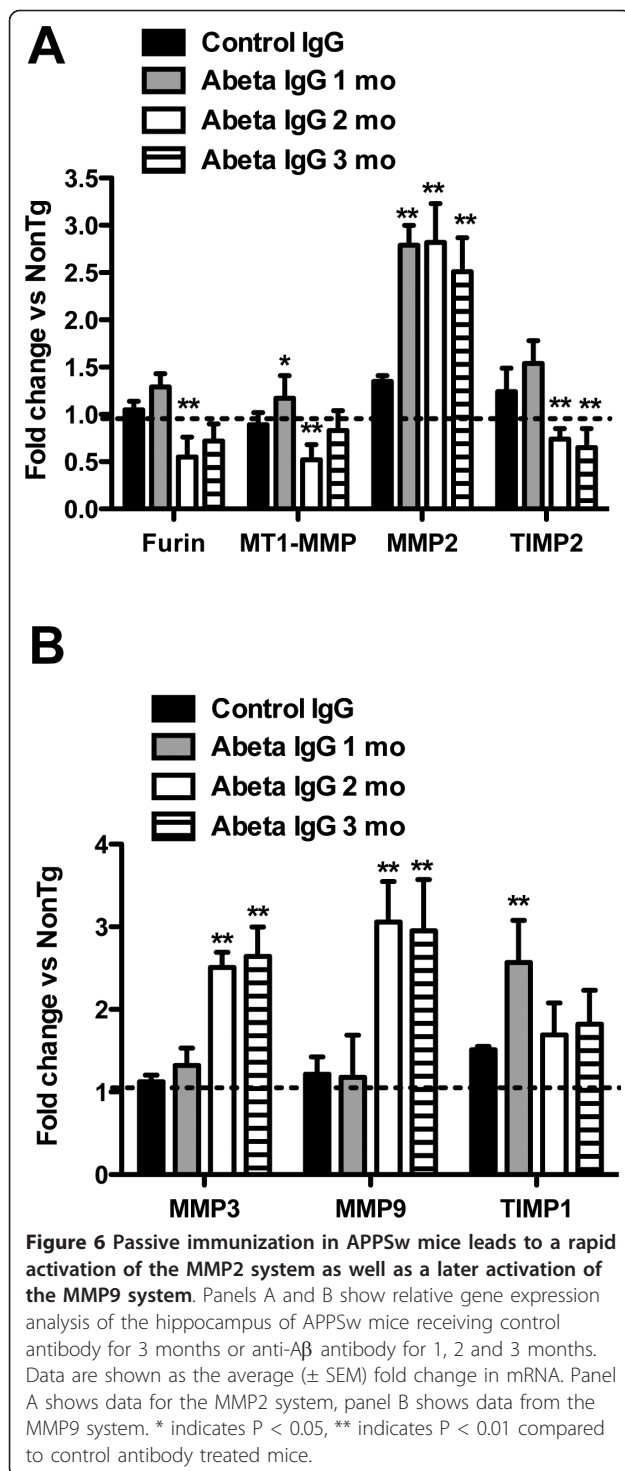 A
Control IgG
Abeta IgG 1 mo
Abeta IgG 2 mo
Abeta IgG 3 mo
Fold change vs NonTg
3.5
3.0
2.5
2.0
1.5
1.0
0.5
0.0
**
*
**
**
**
**
**
**
Furin MT1-MMP MMP2 TIMP2
B
Control IgG
Abeta IgG 1 mo
Abeta IgG 2 mo
Abeta IgG 3 mo
Fold change vs NonTg
4
3
2
1
0
**
**
**
**
**
MMP3 MMP9 TIMP1
Figure 6 Passive immunization in APPSw mice leads to a rapid
activation of the MMP2 system as well as a later activation of
the MMP9 system. Panels A and B show relative gene expression
analysis of the hippocampus of APPSw mice receiving control
antibody for 3 months or anti-Aβ antibody for 1, 2 and 3 months.
Data are shown as the average (± SEM) fold change in mRNA. Panel
A shows data for the MMP2 system, panel B shows data from the
MMP9 system. * indicates P < 0.05, ** indicates P < 0.01 compared
to control antibody treated mice.